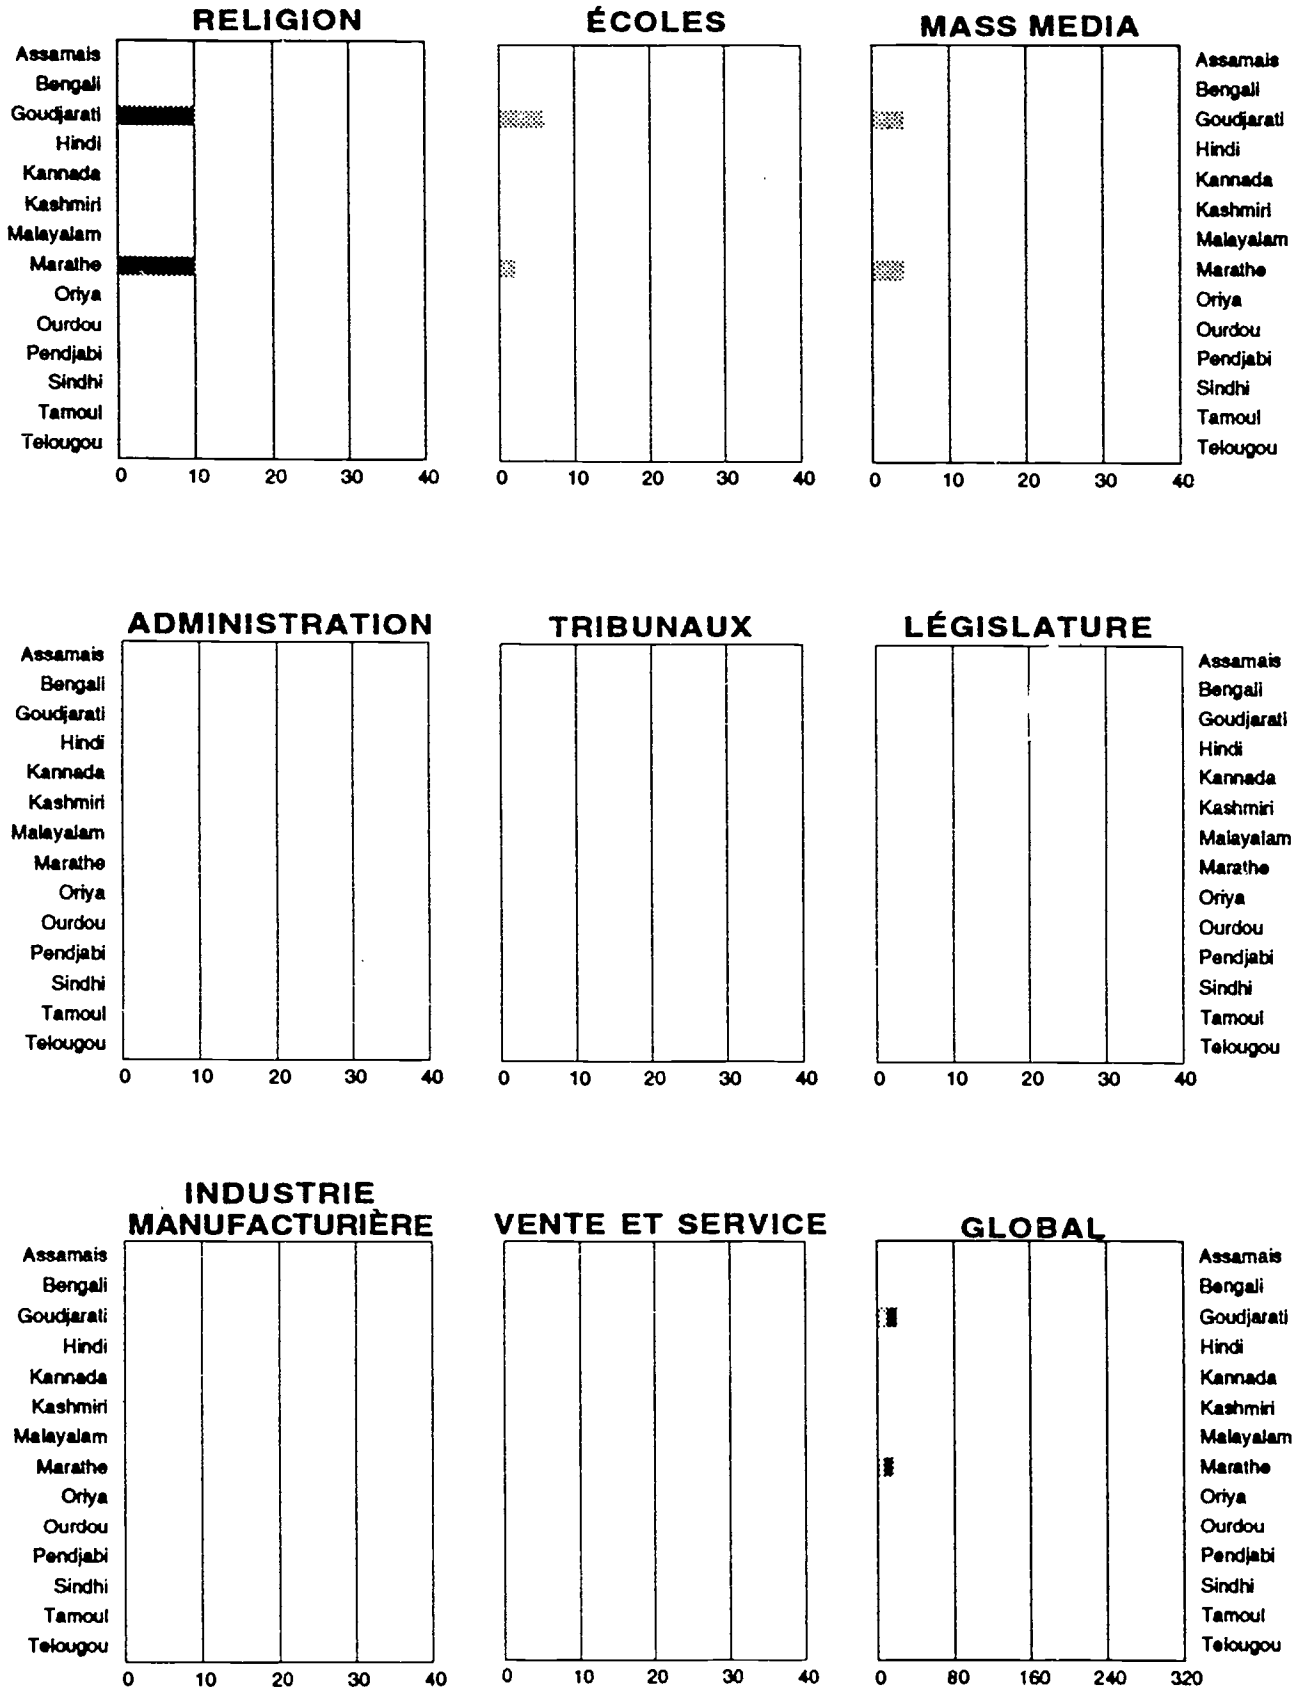 RELIGION
ÉCOLES
MASS MEDIA
Assamais
Bengali
Goudjarati
Hindi
Kannada
Kashmiri
Malayalam
Marathe
Oriya
Ourdou
Pendjabi
Sindhi
Tamoul
Telougou
0 10 20 30 40
0 10 20 30 40
Assamais
Bengali
Goudjarati
Hindi
Kannada
Kashmiri
Malayalam
Marathe
Oriya
Ourdou
Pendjabi
Sindhi
Tamoul
Telougou
0 10 20 30 40
ADMINISTRATION
TRIBUNAUX
LÉGISLATURE
Assamais
Bengali
Goudjarati
Hindi
Kannada
Kashmiri
Malayalam
Marathe
Oriya
Ourdou
Pendjabi
Sindhi
Tamoul
Telougou
0 10 20 30 40
0 10 20 30 40
Assamais
Bengali
Goudjarati
Hindi
Kannada
Kashmiri
Malayalam
Marathe
Oriya
Ourdou
Pendjabi
Sindhi
Tamoul
Telougou
0 10 20 30 40
INDUSTRIE
MANUFACTURIÈRE
VENTE ET SERVICE
GLOBAL
Assamais
Bengali
Goudjarati
Hindi
Kannada
Kashmiri
Malayalam
Marathe
Oriya
Ourdou
Pendjabi
Sindhi
Tamoul
Telougou
0 10 20 30 40
0 10 20 30 40
Assamais
Bengali
Goudjarati
Hindi
Kannada
Kashmiri
Malayalam
Marathe
Oriya
Ourdou
Pendjabi
Sindhi
Tamoul
Telougou
0 80 160 240 320